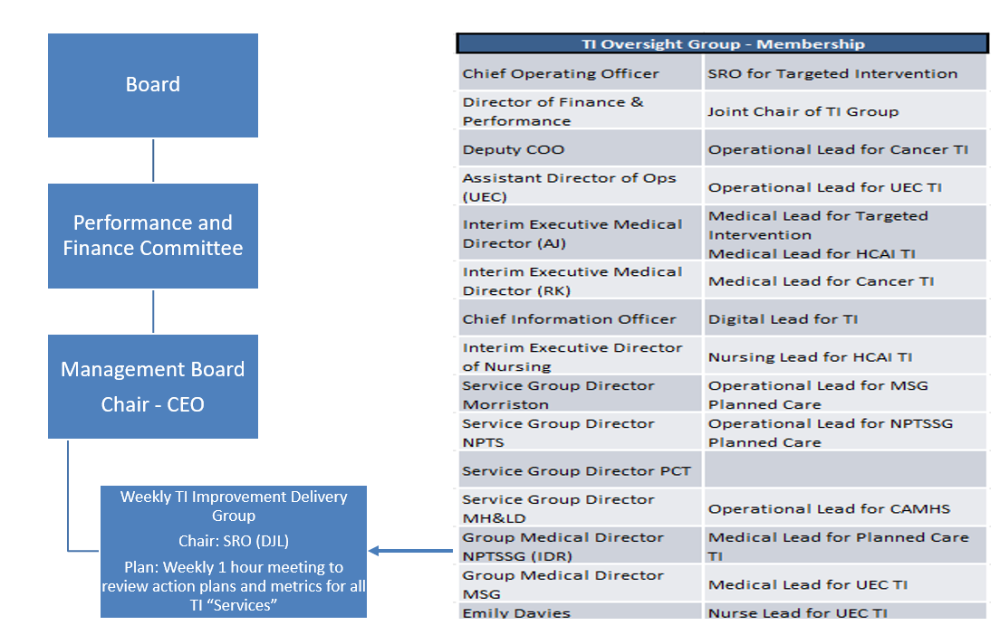 Board
Performance and
Finance Committee
Management Board
Chair - CEO
Weekly TI Improvement Delivery
Group
Chair: SRO (DJL)
Plan: Weekly 1 hour meeting to
review action plans and metrics for all
TI “Services”
TI Oversight Group - Membership
Chief Operating Officer
SRO for Targeted Intervention
Director of Finance &
Performance
Joint Chair of TI Group
Deputy COO
Operational Lead for Cancer TI
Assistant Director of Ops
(UEC)
Operational Lead for UEC TI
Interim Executive Medical
Director (AJ)
Medical Lead for Targeted
Intervention
Medical Lead for HCAI TI
Interim Executive Medical
Director (RK)
Medical Lead for Cancer TI
Chief Information Officer
Digital Lead for TI
Interim Executive Director
of Nursing
Nursing Lead for HCAI TI
Service Group Director
Morriston
Operational Lead for MSG
Planned Care
Service Group Director
NPTS
Operational Lead for NPTSSG
Planned Care
Service Group Director PCT
Service Group Director
MH&LD
Operational Lead for CAMHS
Group Medical Director
NPTSSG (IDR)
Medical Lead for Planned Care
TI
Group Medical Director
MSG
Medical Lead for UEC TI
Emily Davies
Nurse Lead for UEC TI